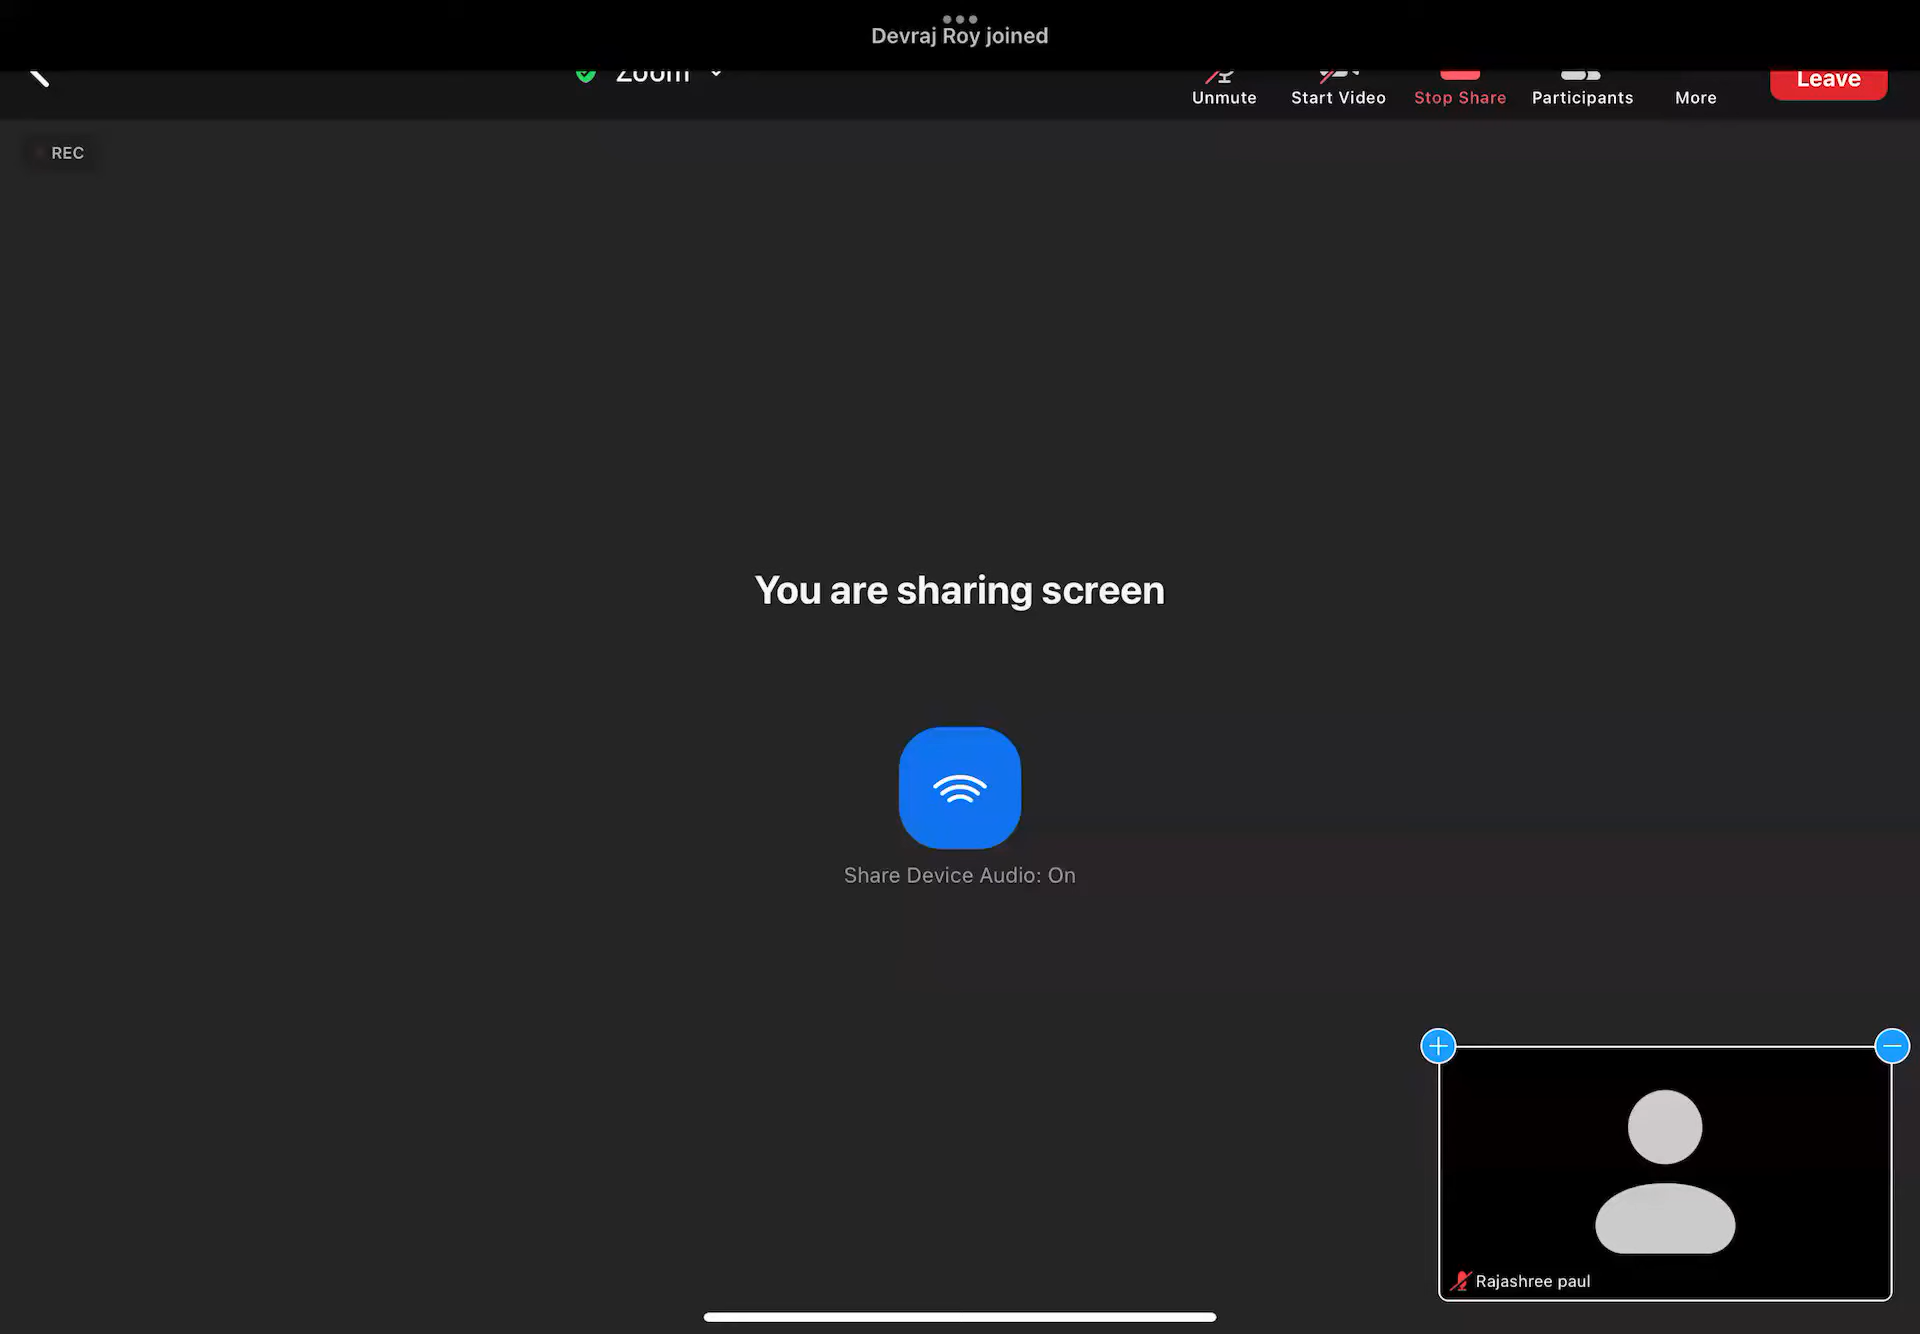 Devraj Roy joined
Zoom
Unmute
Start Video
Stop Share
Participants
More
Leave
REC
You are sharing screen
Share Device Audio: On
Rajashree paul